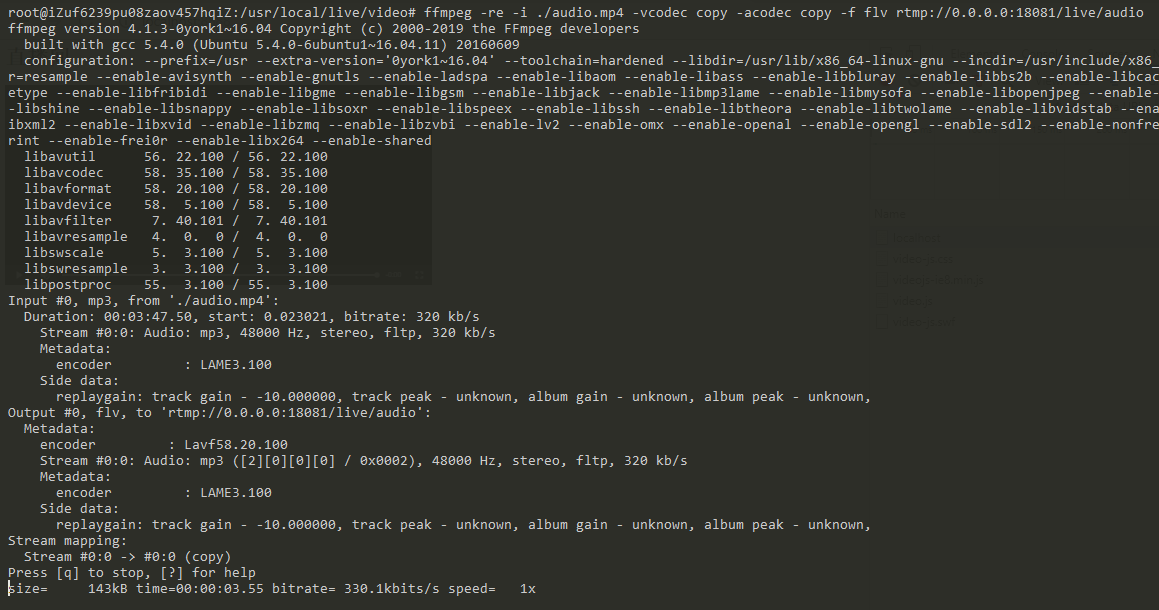 root@iZuf6239pu08zaov457hqiZ:/usr/local/live/video# ffmpeg -re -i ./audio.mp4 -vcodec copy -acodec copy -f flv rtmp://0.0.0.0:18081/live/audio
ffmpeg version 4.1.3-0york1~16.04 Copyright (c) 2000-2019 the FFmpeg developers
  built with gcc 5.4.0 (Ubuntu 5.4.0-6ubuntu1~16.04.11) 20160609
  configuration: --prefix=/usr --extra-version='0york1~16.04' --toolchain=hardened --libdir=/usr/lib/x86_64-linux-gnu --incdir=/usr/include/x86_
r=resample --enable-avisynth --enable-gnutls --enable-ladspa --enable-libaom --enable-libass --enable-libbluray --enable-libbs2b --enable-libcac
etype --enable-libfribidi --enable-libgme --enable-libgsm --enable-libjack --enable-libmp3lame --enable-libmysofa --enable-libopenjpeg --enable-
-libshine --enable-libsnappy --enable-libsoxr --enable-libspeex --enable-libssh --enable-libtheora --enable-libtwolame --enable-libvidstab --ena
ibxml2 --enable-libxvid --enable-libzmq --enable-libzvbi --enable-lv2 --enable-omx --enable-openal --enable-opengl --enable-sdl2 --enable-nonfre
rint --enable-frei0r --enable-libx264 --enable-shared
  libavutil      56. 22.100 / 56. 22.100
  libavcodec     58. 35.100 / 58. 35.100
  libavformat    58. 20.100 / 58. 20.100
  libavdevice    58.  5.100 / 58.  5.100
  libavfilter     7. 40.101 /  7. 40.101
  libavresample   4.  0.  0 /  4.  0.  0
  libswscale      5.  3.100 /  5.  3.100
  libswresample   3.  3.100 /  3.  3.100
  libpostproc    55.  3.100 / 55.  3.100
Input #0, mp3, from './audio.mp4':
  Duration: 00:03:47.50, start: 0.023021, bitrate: 320 kb/s
    Stream #0:0: Audio: mp3, 48000 Hz, stereo, fltp, 320 kb/s
    Metadata:
      encoder         : LAME3.100
    Side data:
      replaygain: track gain - -10.000000, track peak - unknown, album gain - unknown, album peak - unknown,
Output #0, flv, to 'rtmp://0.0.0.0:18081/live/audio':
  Metadata:
    encoder         : Lavf58.20.100
    Stream #0:0: Audio: mp3 ([2][0][0][0] / 0x0002), 48000 Hz, stereo, fltp, 320 kb/s
    Metadata:
      encoder         : LAME3.100
    Side data:
      replaygain: track gain - -10.000000, track peak - unknown, album gain - unknown, album peak - unknown,
Stream mapping:
  Stream #0:0 -> #0:0 (copy)
Press [q] to stop, [?] for help
size=     143kB time=00:00:03.55 bitrate= 330.1kbits/s speed=   1x